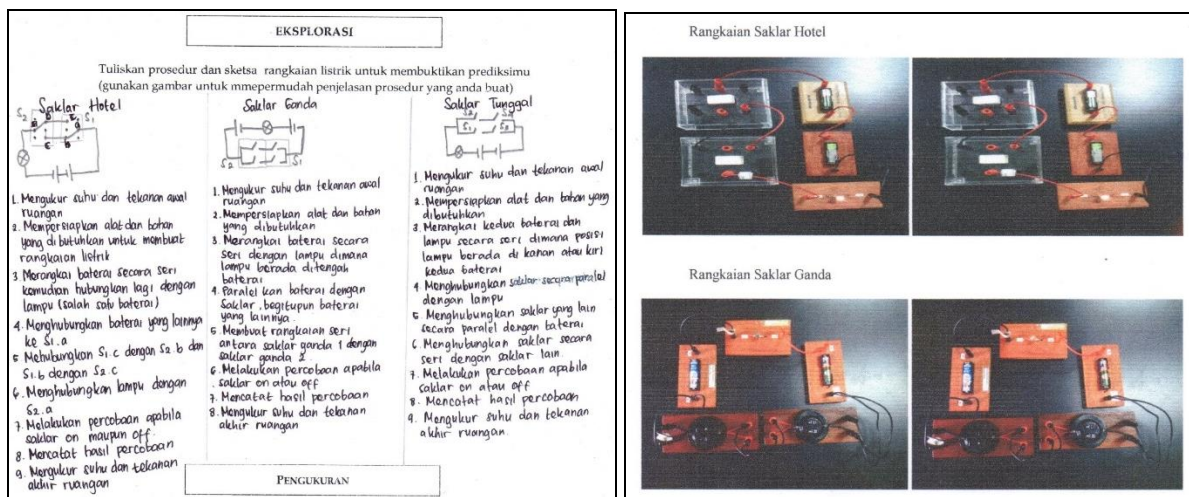 EKSPLORASI
Tuliskan prosedur dan sketsa rangkaian listrik untuk membuktikan prediksimu
(gunakan gambar untuk mmepermudah penjelasan prosedur yang anda buat)
Saklar Hotel
S2
S1
1. Mengukur suhu dan tekanan awal
ruangan
2. Mempersiapkan alat dan bahan
yang dibutuhkan untuk membuat
rangkaian listrik
3. Merangkai baterai secara seri
kemudian hubungkan lagi dengan
lampu (salah satu baterai)
4. Menghubungkan baterai yang lainnya
ke S1.a
5. Mehubungkan S1.c dengan S2.b dan
S1.b dengan S2.c
6. Menghubungkan lampu dengan
S2.a
7. Melakukan percobaan apabila
saklar on maupun off.
8. Mencatat hasil percobaan
9. Mengukur suhu dan tekanan
akhir ruangan
Saklar Ganda
S2
S1
1. Mengukur suhu dan tekanan awal
ruangan
2. Mempersiapkan alat dan bahan
yang dibutuhkan
3. Merangkai baterai secara
seri dengan lampu dimana
lampu berada ditengah
baterai
4. Paralel kan baterai dengan
saklar, begitupun baterai
yang lainnya.
5. Membuat rangkaian seri
antara saklar ganda 1 dengan
saklar ganda 2
6. Melakukan percobaan apabila
saklar on atau off
7. Mencatat hasil percobaan
8. Mengukur suhu dan tekanan
akhir ruangan
Saklar Tunggal
1. Mengukur suhu dan tekanan awal
ruangan
2. Mempersiapkan alat dan bahan yang
dibutuhkan
3. Merangkai kedua baterai dan
lampu secara seri dimana posisi
lampu berada di kanan atau kiri
kedua baterai
4. Menghubungkan saklar secara paralel
dengan lampu
5. Menghubungkan saklar yang lain
secara paralel dengan baterai
6. Menghubungkan saklar secara
seri dengan saklar lain.
7. Melakukan percobaan apabila
saklar on atau off
8. Mencatat hasil percobaan
9. Mengukur suhu dan tekanan
akhir ruangan.
PENGUKURAN
Rangkaian Saklar Hotel
Rangkaian Saklar Ganda